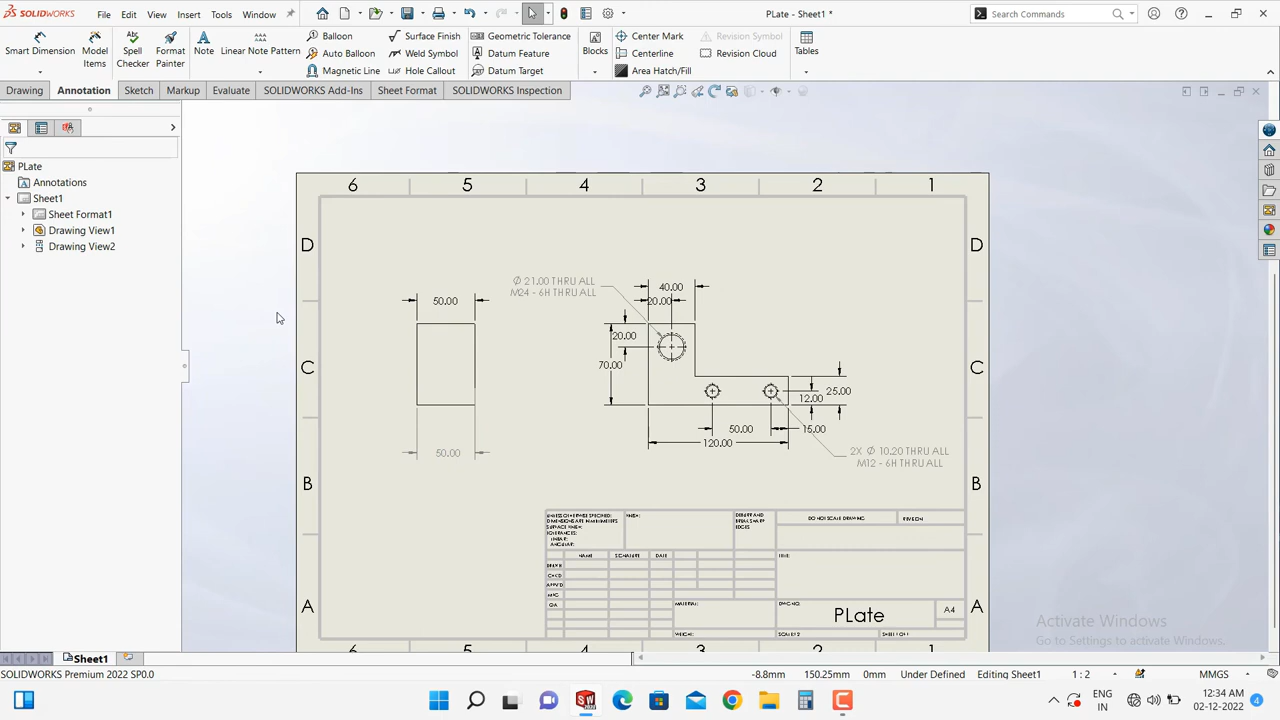 SOLIDWORKS File Edit View Insert Tools Window PLate - Sheet1 * Search Commands
Smart Dimension Model Items Spell Checker Format Painter Note Linear Note Pattern Balloon Surface Finish Geometric Tolerance Blocks Center Mark Revision Symbol Tables
Auto Balloon Weld Symbol Datum Feature Centerline Revision Cloud
Magnetic Line Hole Callout Datum Target Area Hatch/Fill
Drawing Annotation Sketch Markup Evaluate SOLIDWORKS Add-Ins Sheet Format SOLIDWORKS Inspection
PLate
Annotations
Sheet1
Sheet Format1
Drawing View1
Drawing View2
6 5 4 3 2 1
D D
Ø 21.00 THRU ALL
M24 - 6H THRU ALL
40.00
50.00 20.00
20.00
70.00
C C
25.00
12.00
50.00 15.00
120.00
50.00
2X Ø 10.20 THRU ALL
M12 - 6H THRU ALL
B B
UNLESS OTHERWISE SPECIFIED:
DIMENSIONS ARE IN MILLIMETERS
SURFACE FINISH:
TOLERANCES:
LINEAR:
ANGULAR:
FINISH:
DEBURR AND
BREAK SHARP
EDGES
DO NOT SCALE DRAWING REVISION
NAME SIGNATURE DATE TITLE:
DRAWN
CHK'D
APPV'D
MFG
Q.A MATERIAL: DWG NO.
PLate A4
A A
WEIGHT: SCALE:1:2 SHEET 1 OF 1
6 5 4 3 2 1
Activate Windows
Go to Settings to activate Windows.
Sheet1
SOLIDWORKS Premium 2022 SP0.0 -8.8mm 150.25mm 0mm Under Defined Editing Sheet1 1 : 2 MMGS
ENG
IN
12:34 AM
02-12-2022
4